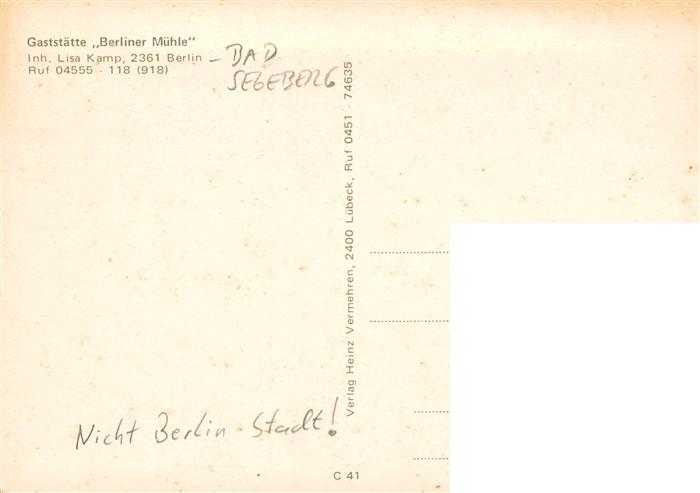 Gaststätte „Berliner Mühle"
Inh. Lisa Kamp, 2361 Berlin – BAD
Ruf 04555 - 118 (918)
SEGEBERG
Verlag Heinz Vermehren, 2400 Lübeck, Ruf 0451 · 74635
Nicht Berlin Stadt!
C 41